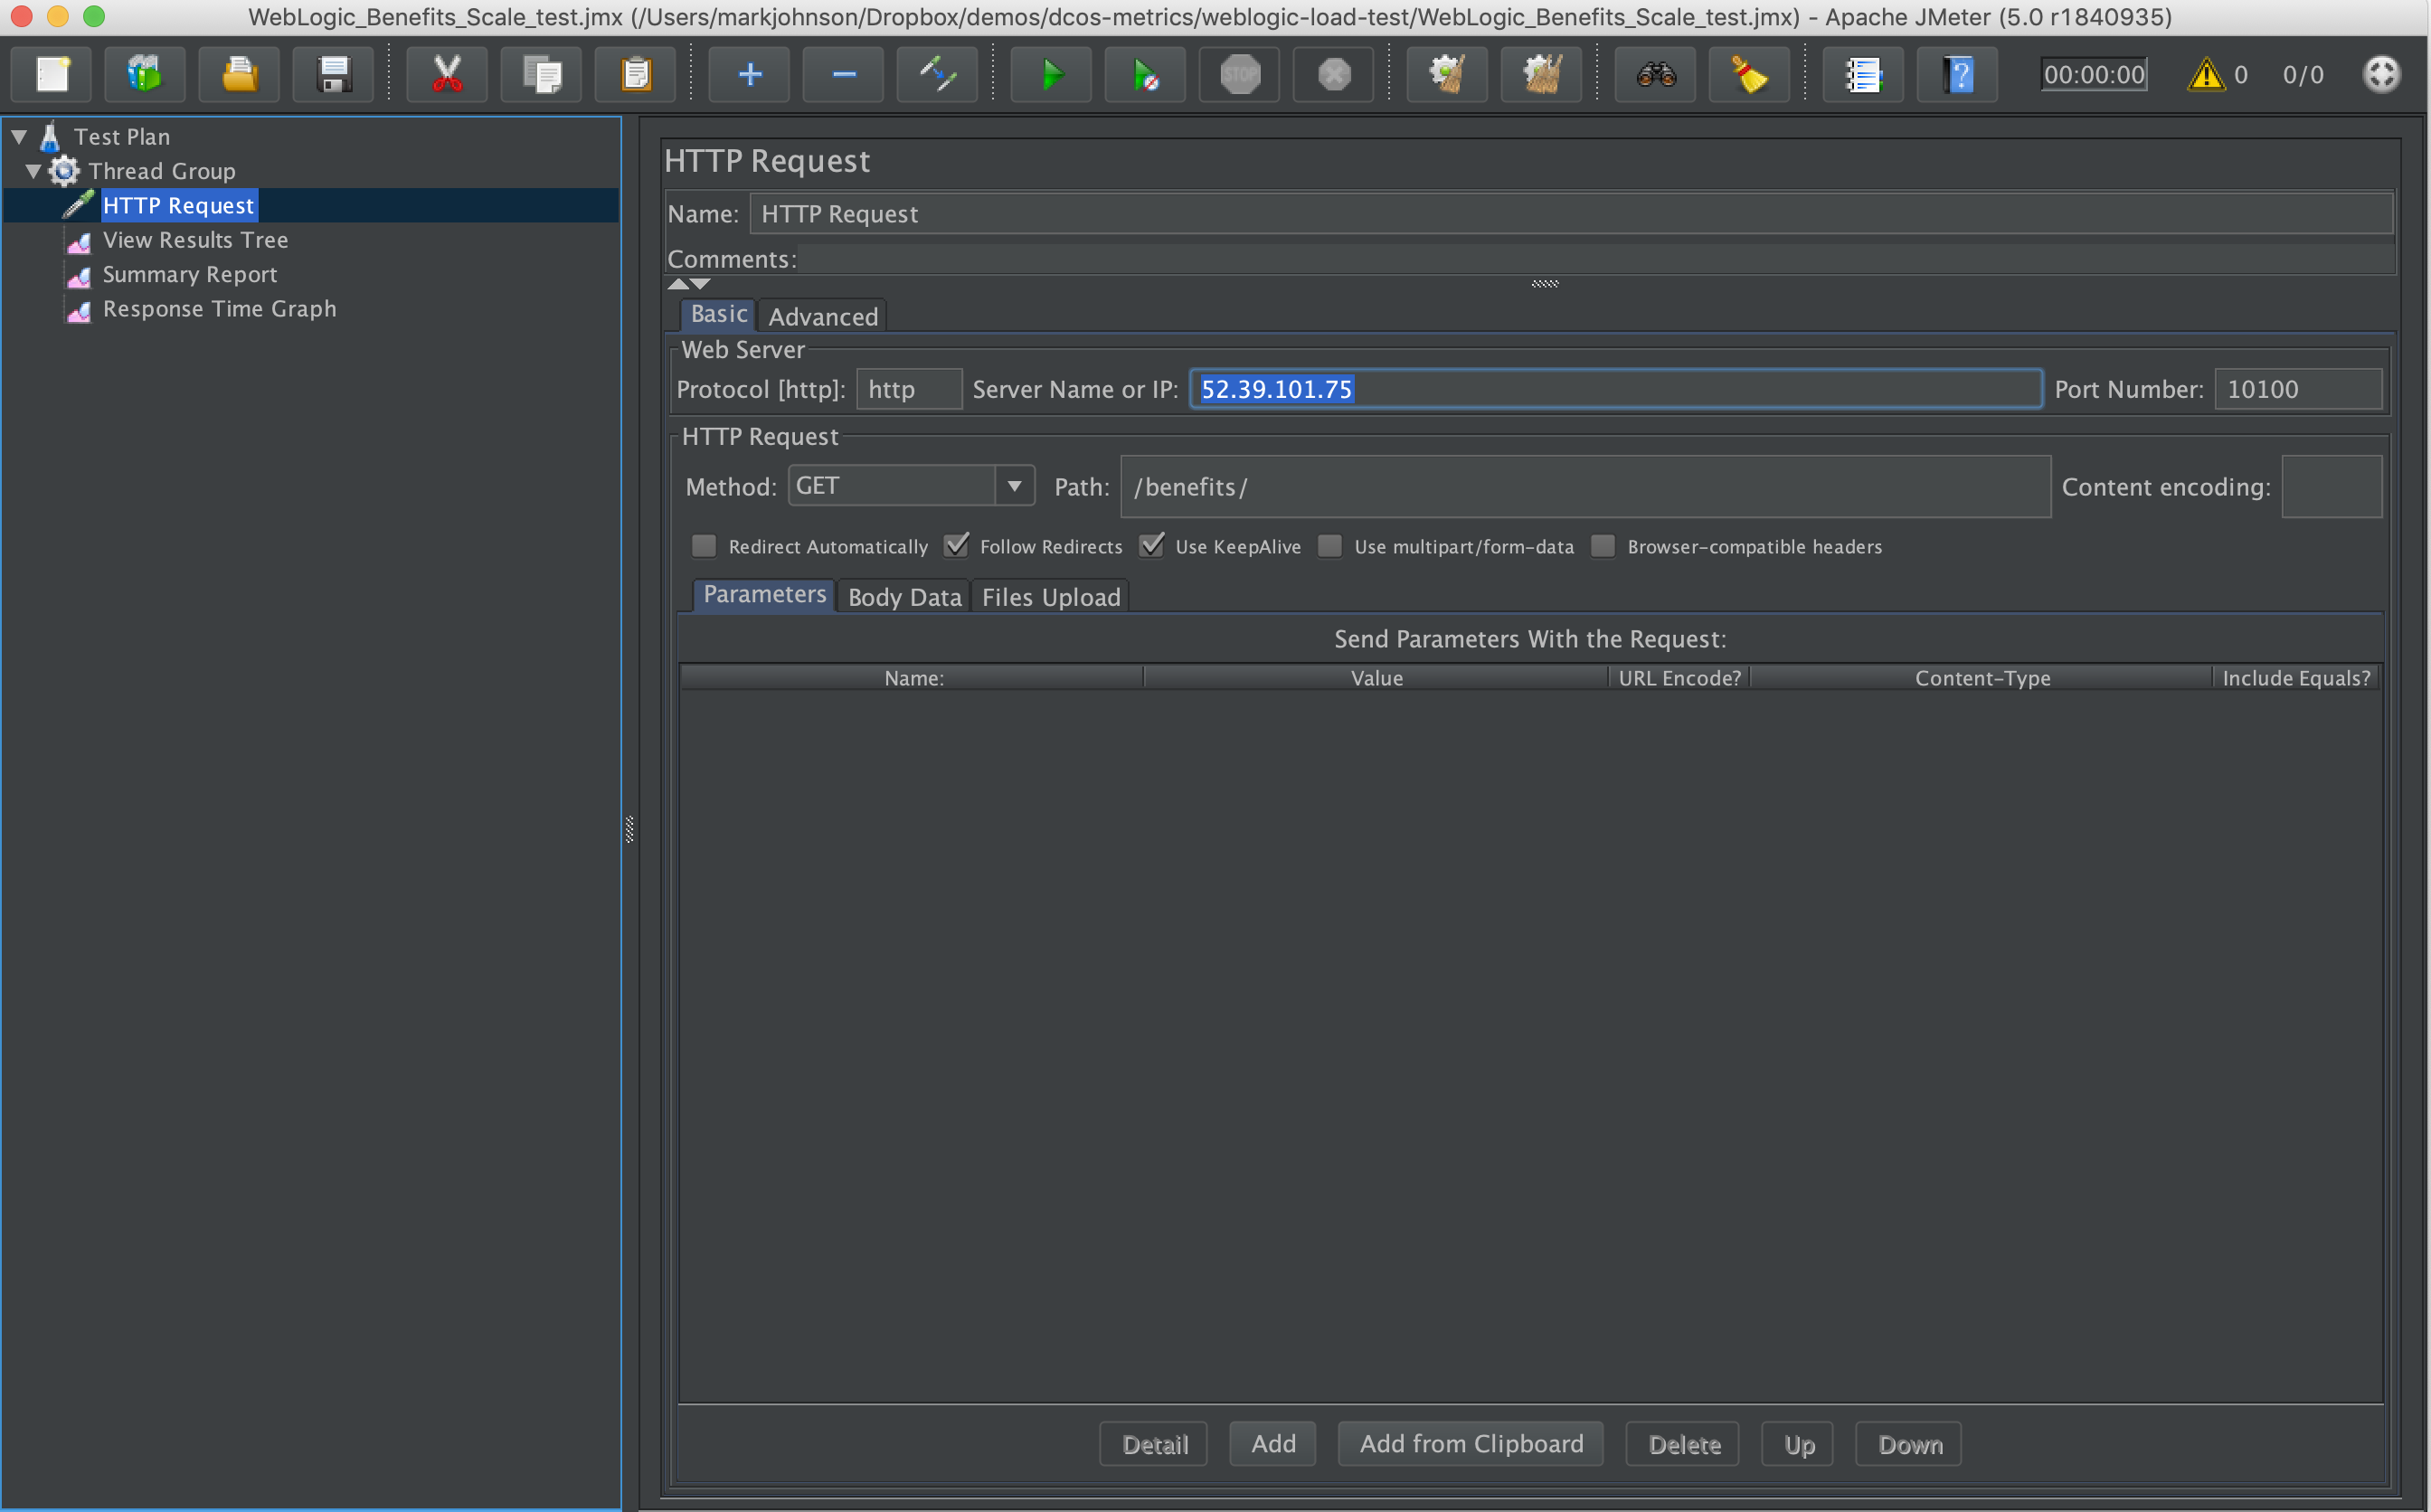 WebLogic_Benefits_Scale_test.jmx (/Users/markjohnson/Dropbox/demos/dcos-metrics/weblogic-load-test/WebLogic_Benefits_Scale_test.jmx) - Apache JMeter (5.0 r1840935)
STOP
?
00:00:00
0
0/0
Test Plan
Thread Group
HTTP Request
View Results Tree
Summary Report
Response Time Graph
HTTP Request
Name: HTTP Request
Comments:
Basic Advanced
Web Server
Protocol [http]: http Server Name or IP: 52.39.101.75 Port Number: 10100
HTTP Request
Method: GET Path: /benefits/ Content encoding:
Redirect Automatically Follow Redirects Use KeepAlive Use multipart/form-data Browser-compatible headers
Parameters Body Data Files Upload
Send Parameters With the Request:
Name: Value URL Encode? Content-Type Include Equals?
Detail Add Add from Clipboard Delete Up Down